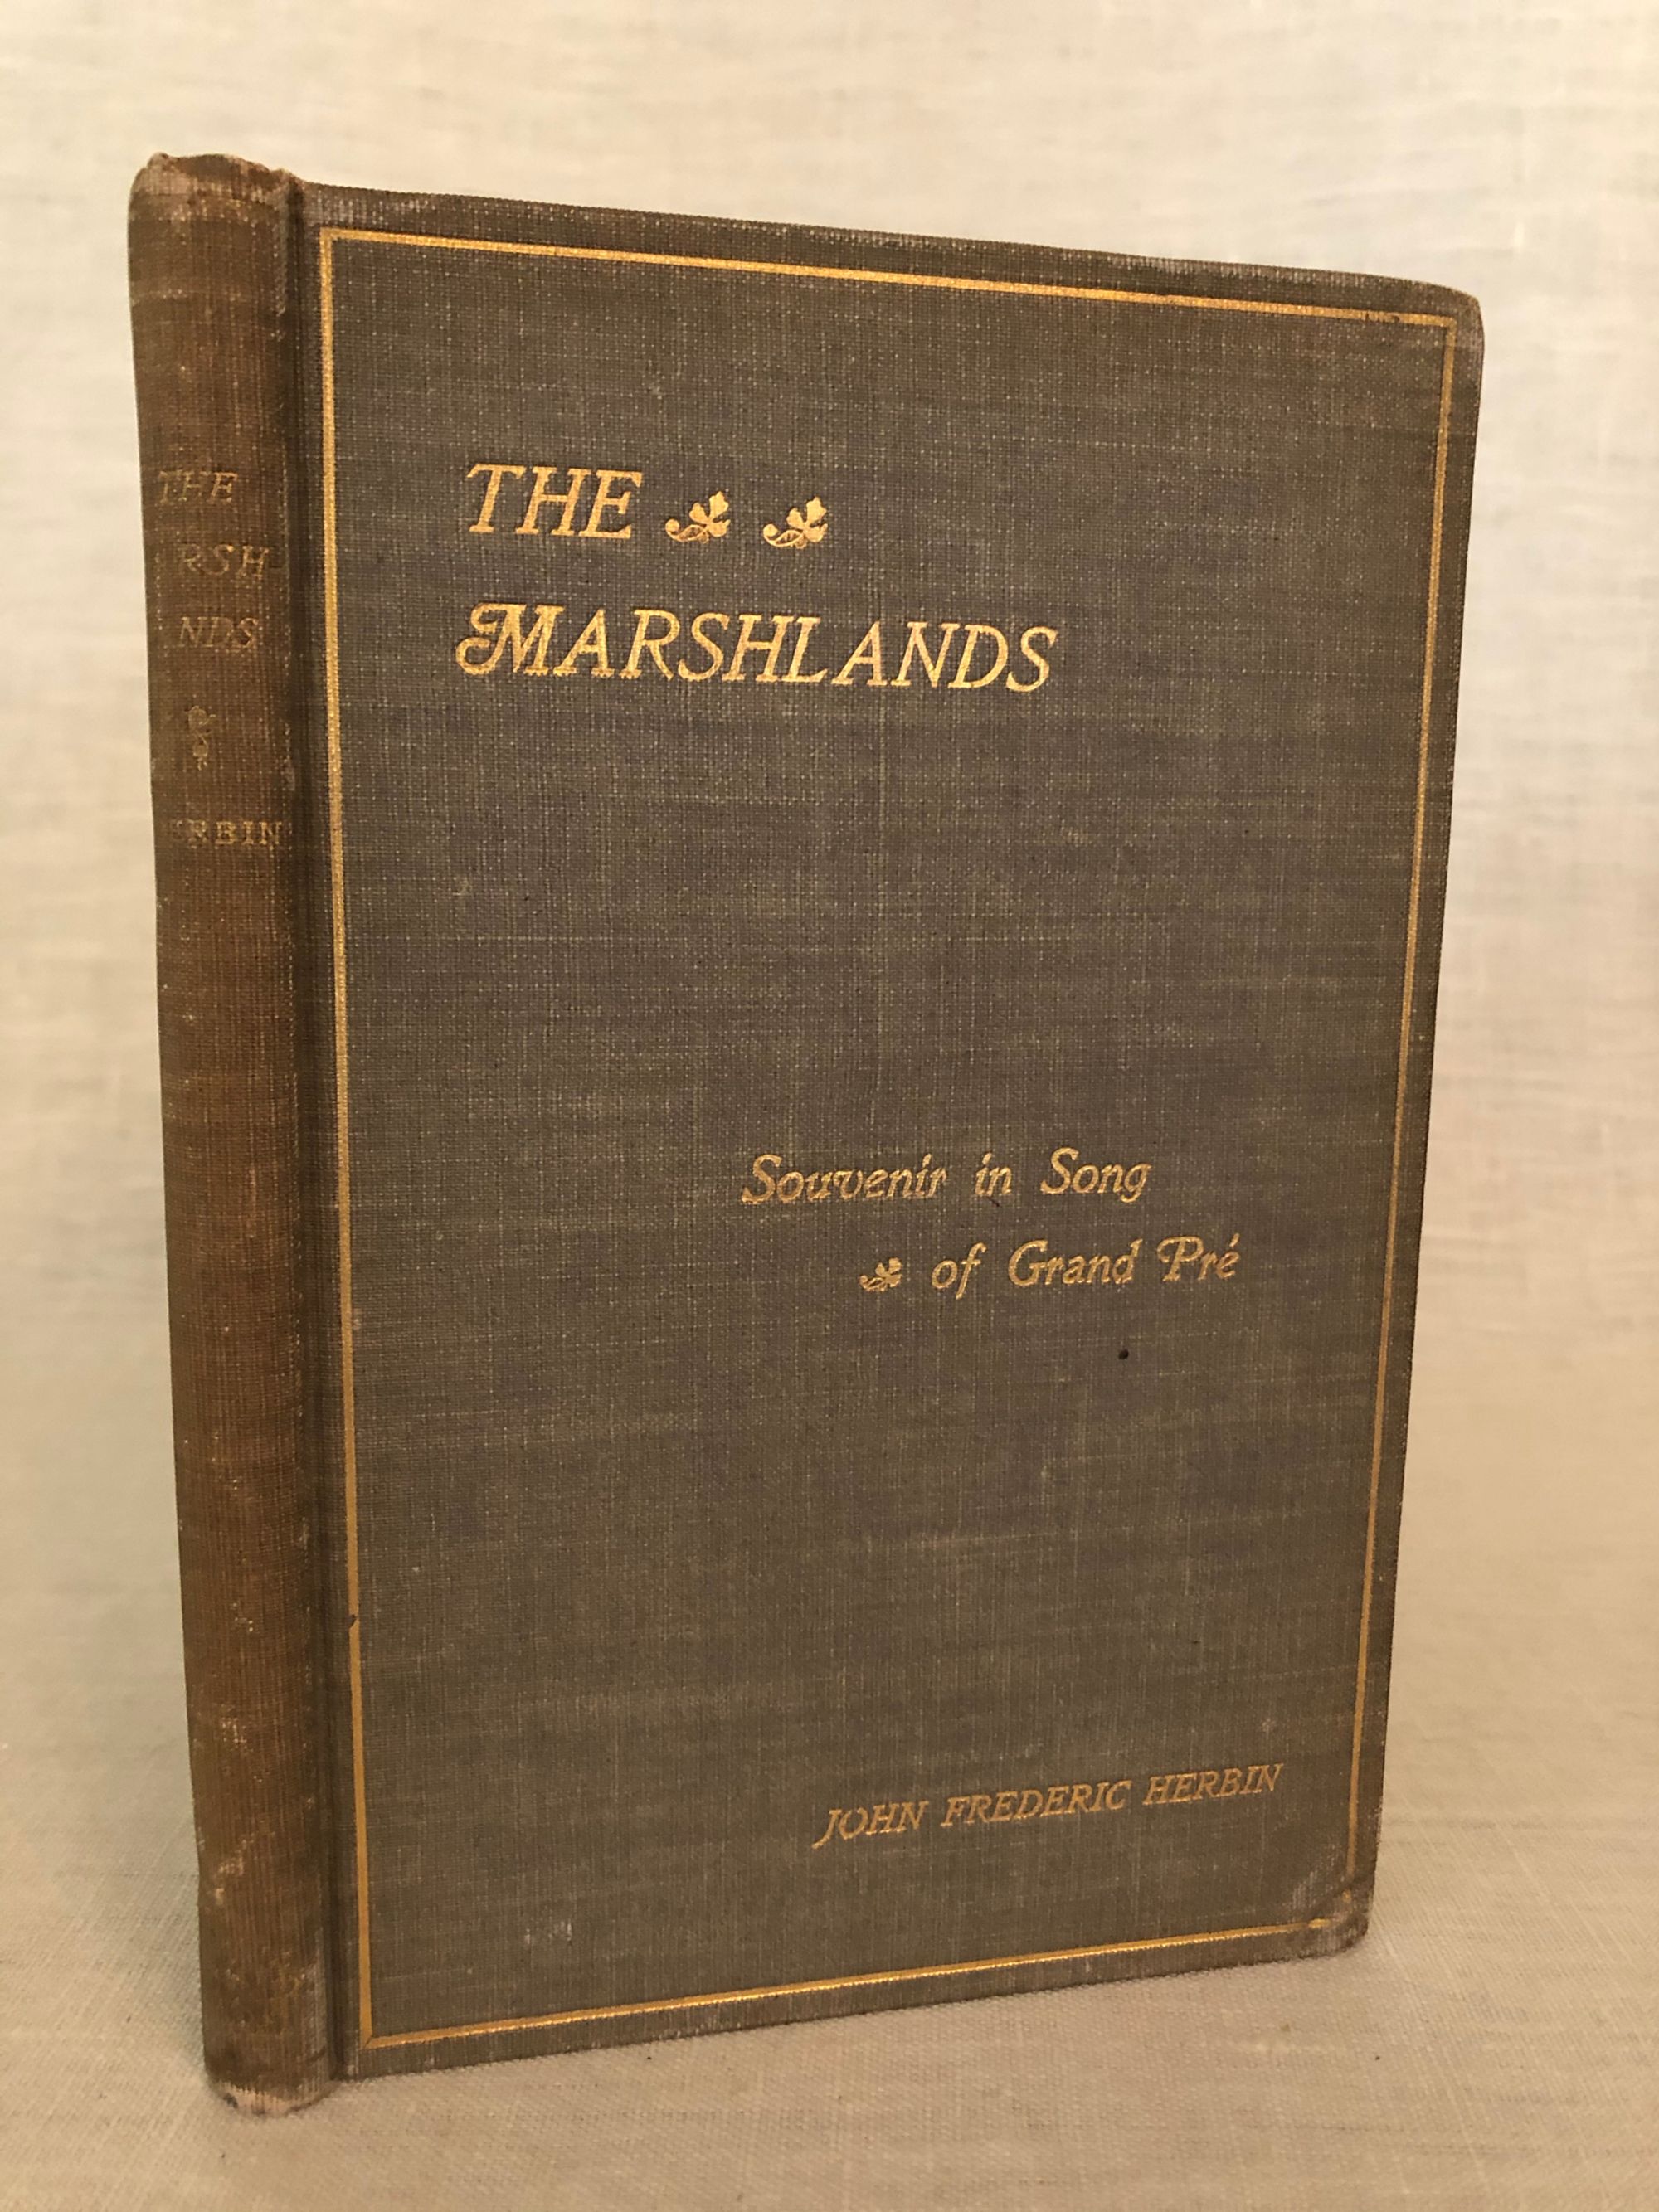 THE
RSH
NDS
ERBIN
THE
MARSHLANDS
Souvenir in Song
of Grand Pré
JOHN FREDERIC HERBIN